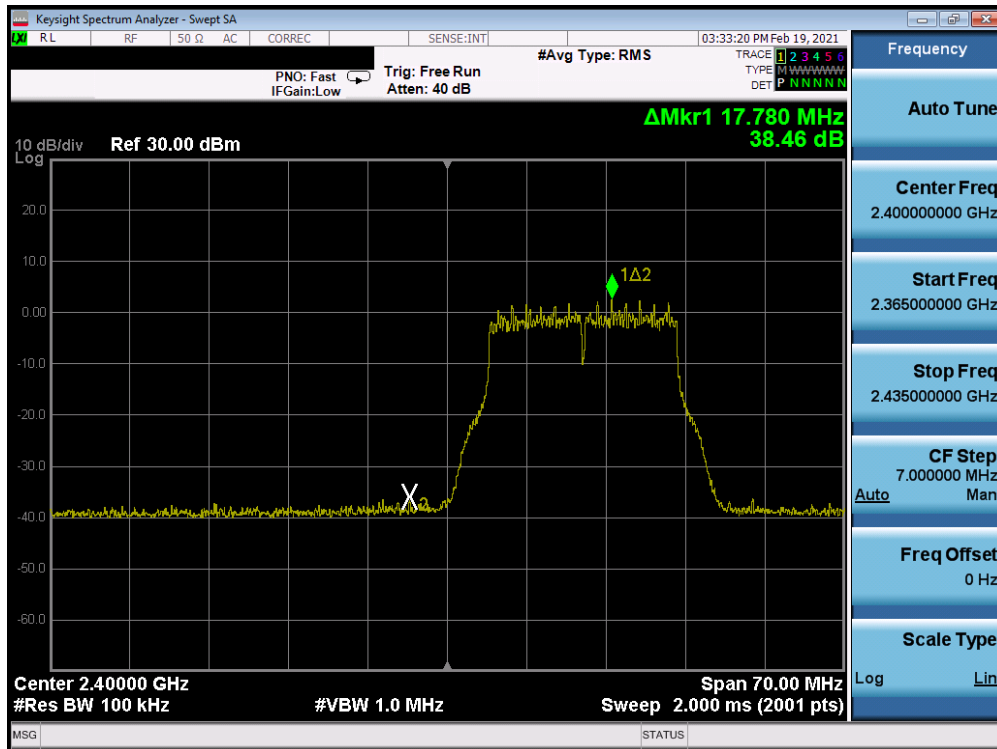 Keysight Spectrum Analyzer - Swept SA
LXI RL RF 50 Ω AC CORREC SENSE:INT 03:33:20 PM Feb 19, 2021
#Avg Type: RMS
TRACE 1 2 3 4 5 6
TYPE M W W W W W
DET P N N N N N
PNO: Fast
IFGain:Low
Trig: Free Run
Atten: 40 dB
ΔMkr1 17.780 MHz
38.46 dB
10 dB/div
Log
Ref 30.00 dBm
20.0
10.0
0.00
-10.0
-20.0
-30.0
-40.0
-50.0
-60.0
1Δ2
X
2
Center 2.40000 GHz
Span 70.00 MHz
#Res BW 100 kHz
#VBW 1.0 MHz
Sweep 2.000 ms (2001 pts)
MSG
STATUS
Frequency
Auto Tune
Center Freq
2.400000000 GHz
Start Freq
2.365000000 GHz
Stop Freq
2.435000000 GHz
CF Step
7.000000 MHz
Auto Man
Freq Offset
0 Hz
Scale Type
Log Lin